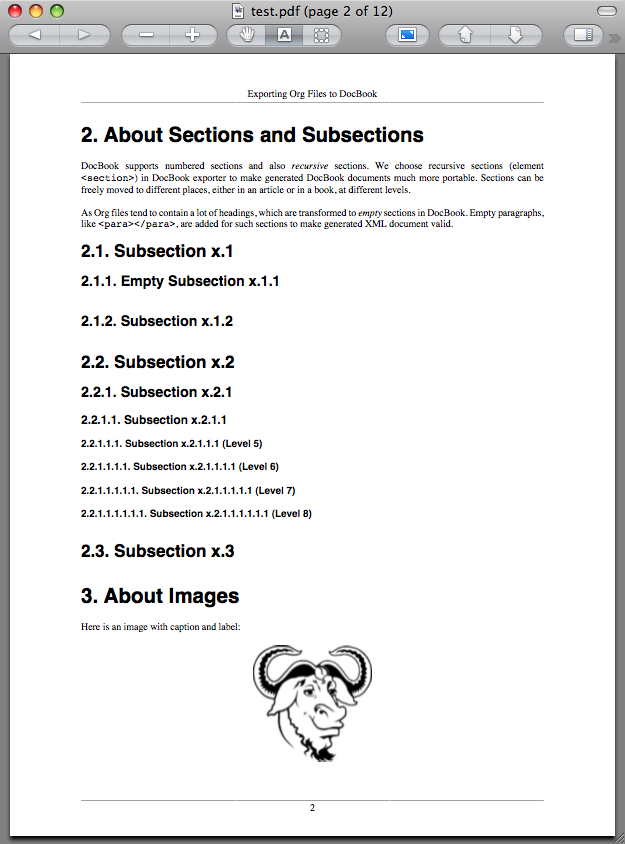 test.pdf (page 2 of 12)
A
Exporting Org Files to DocBook
2. About Sections and Subsections
DocBook supports numbered sections and also recursive sections. We choose recursive sections (element
<section>) in DocBook exporter to make generated DocBook documents much more portable. Sections can be
freely moved to different places, either in an article or in a book, at different levels.
As Org files tend to contain a lot of headings, which are transformed to empty sections in DocBook. Empty paragraphs,
like <para></para>, are added for such sections to make generated XML document valid.
2.1. Subsection x.1
2.1.1. Empty Subsection x.1.1
2.1.2. Subsection x.1.2
2.2. Subsection x.2
2.2.1. Subsection x.2.1
2.2.1.1. Subsection x.2.1.1
2.2.1.1.1. Subsection x.2.1.1.1 (Level 5)
2.2.1.1.1.1. Subsection x.2.1.1.1.1 (Level 6)
2.2.1.1.1.1.1. Subsection x.2.1.1.1.1.1 (Level 7)
2.2.1.1.1.1.1.1. Subsection x.2.1.1.1.1.1.1 (Level 8)
2.3. Subsection x.3
3. About Images
Here is an image with caption and label:
2